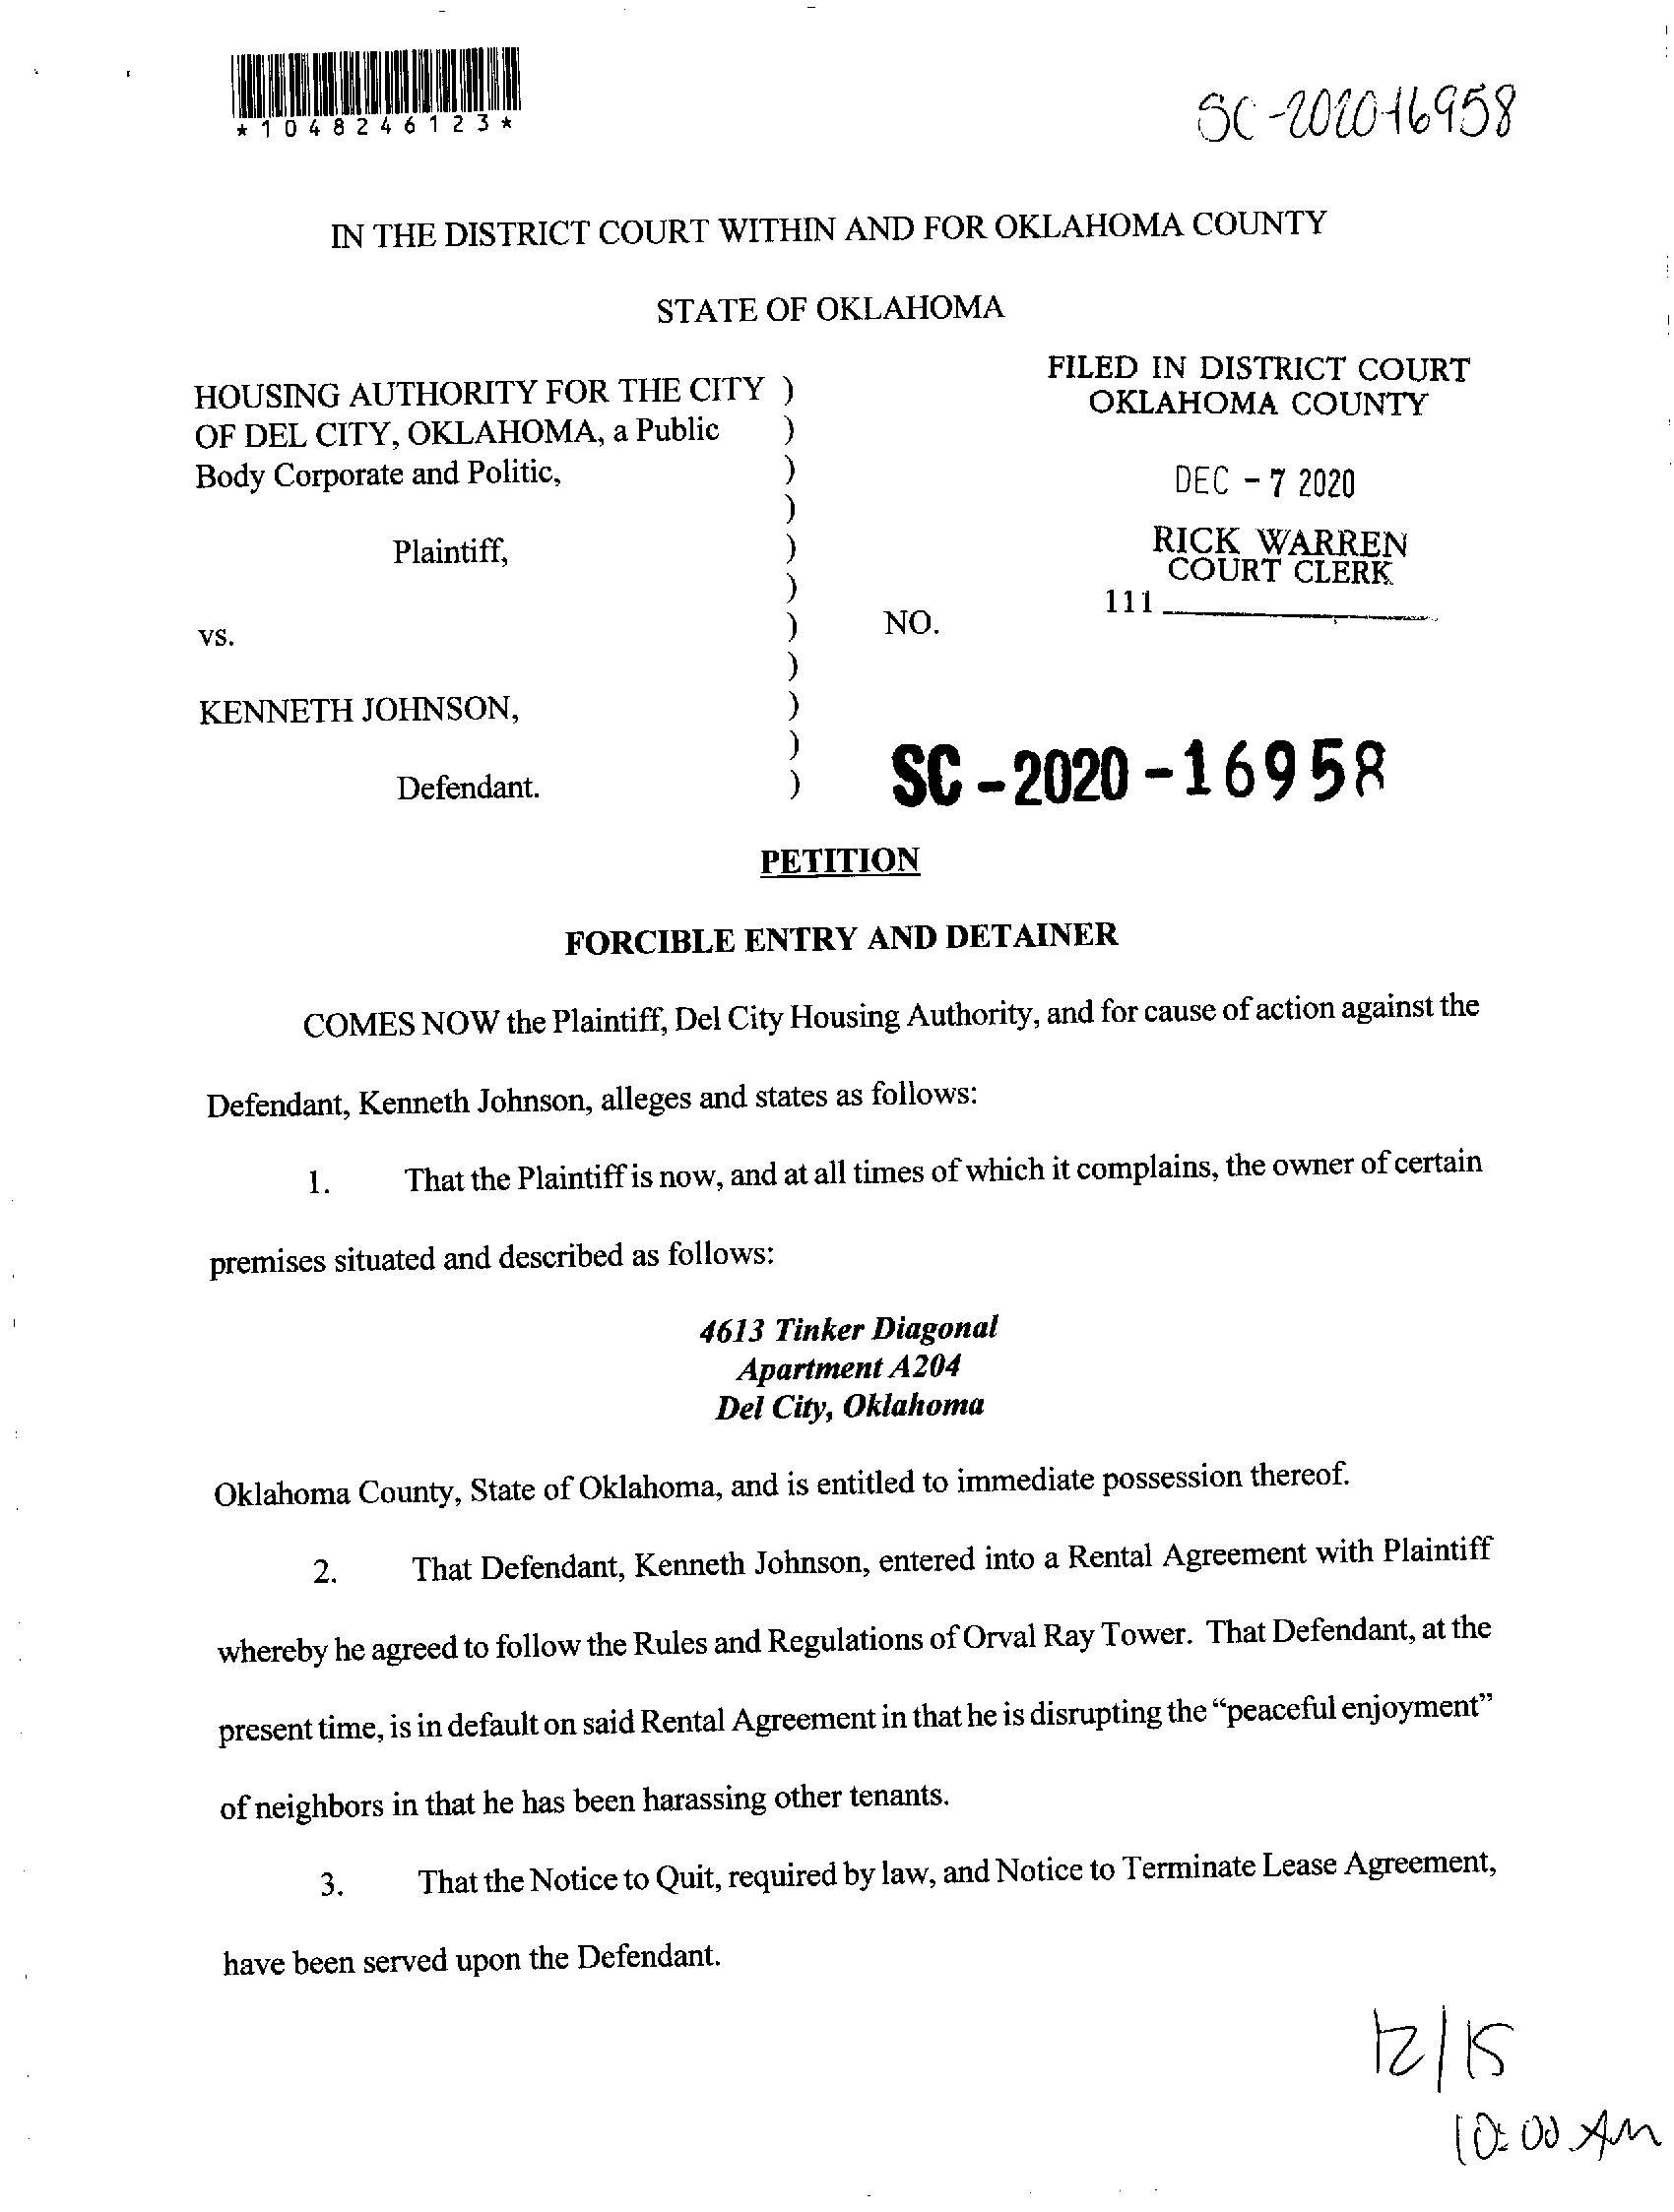 *1048246123*
SC-2020-16958
IN THE DISTRICT COURT WITHIN AND FOR OKLAHOMA COUNTY
STATE OF OKLAHOMA
FILED IN DISTRICT COURT
OKLAHOMA COUNTY
DEC - 7 2020
RICK WARREN
COURT CLERK
111
HOUSING AUTHORITY FOR THE CITY )
OF DEL CITY, OKLAHOMA, a Public )
Body Corporate and Politic, )
)
Plaintiff, )
)
vs. ) NO.
)
KENNETH JOHNSON, )
)
Defendant. )
SC-2020-16958
PETITION
FORCIBLE ENTRY AND DETAINER
COMES NOW the Plaintiff, Del City Housing Authority, and for cause of action against the
Defendant, Kenneth Johnson, alleges and states as follows:
1. That the Plaintiff is now, and at all times of which it complains, the owner of certain
premises situated and described as follows:
4613 Tinker Diagonal
Apartment A204
Del City, Oklahoma
Oklahoma County, State of Oklahoma, and is entitled to immediate possession thereof.
2. That Defendant, Kenneth Johnson, entered into a Rental Agreement with Plaintiff
whereby he agreed to follow the Rules and Regulations of Orval Ray Tower. That Defendant, at the
present time, is in default on said Rental Agreement in that he is disrupting the “peaceful enjoyment”
of neighbors in that he has been harassing other tenants.
3. That the Notice to Quit, required by law, and Notice to Terminate Lease Agreement,
have been served upon the Defendant.
12/15
10:00 AM